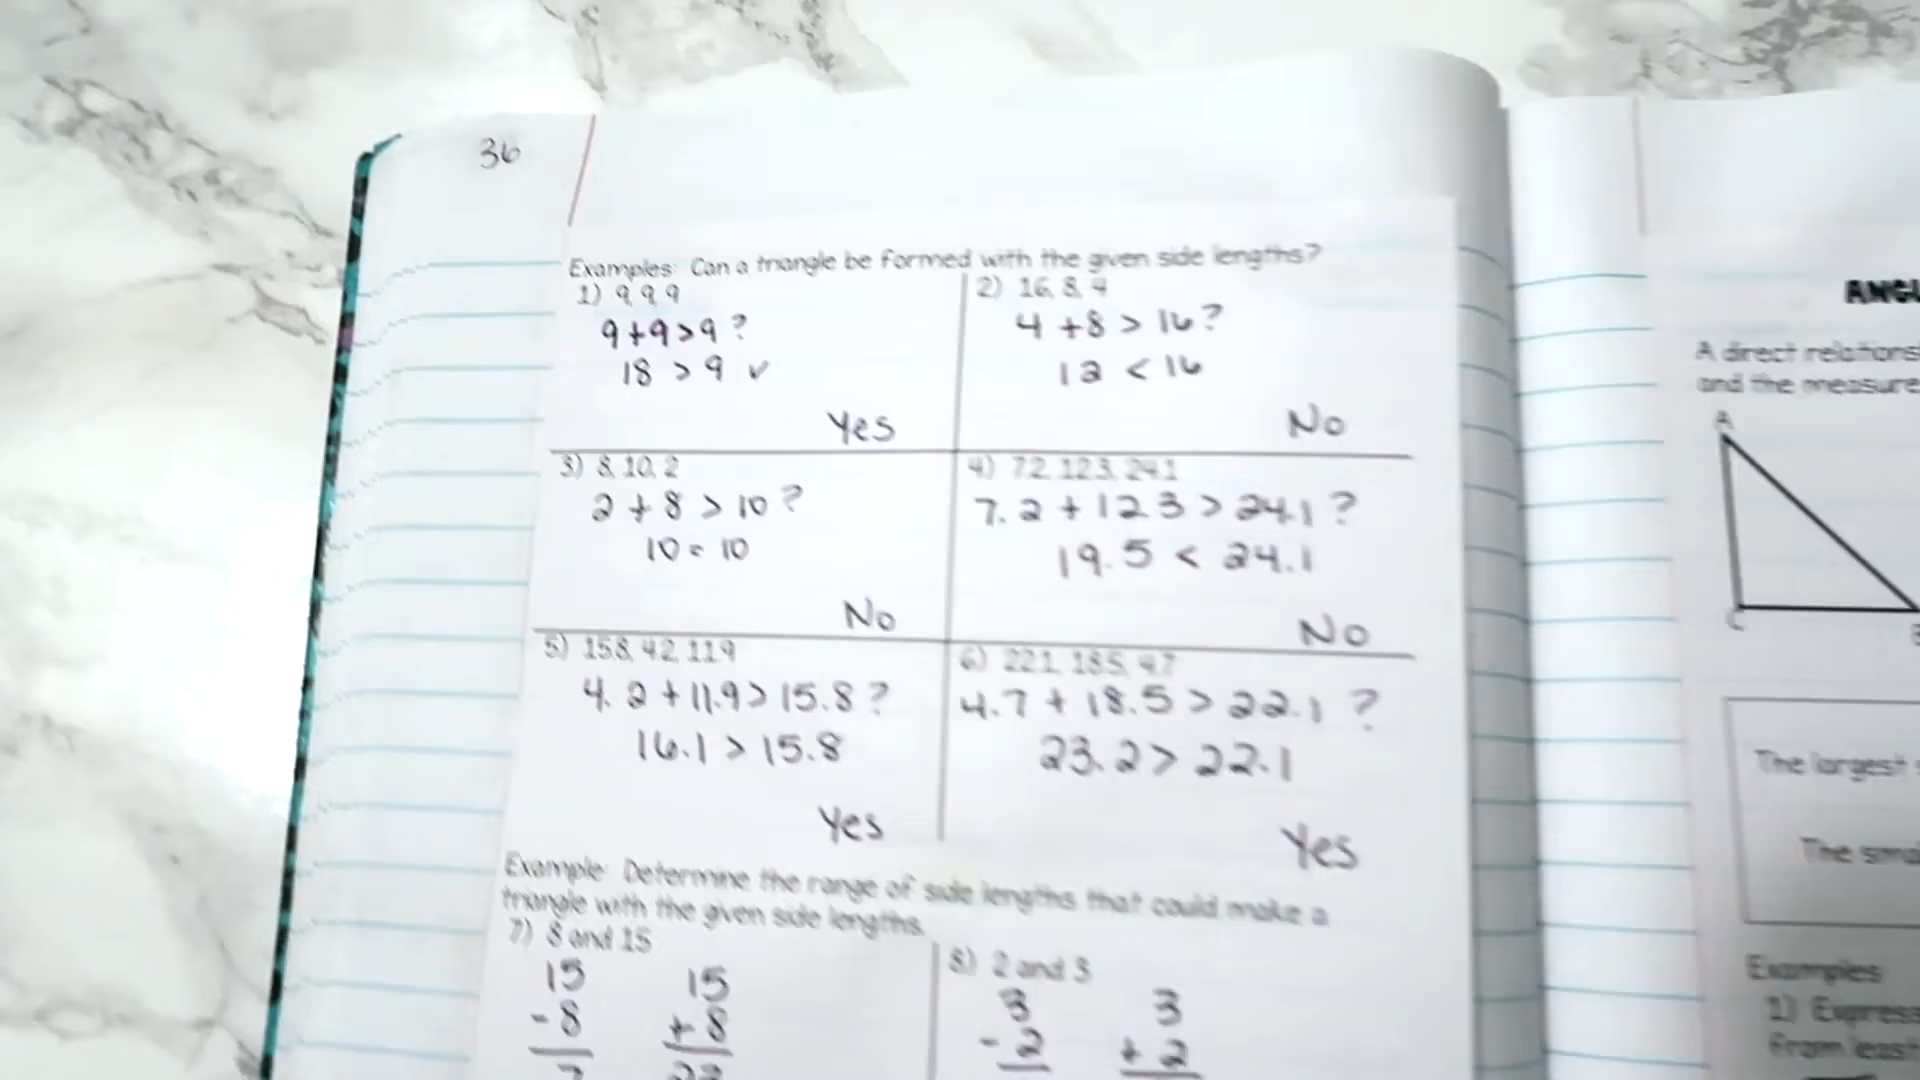 36
Examples: Can a triangle be formed with the given side lengths?
1) 9, 9, 9
9 + 9 > 9 ?
18 > 9 ✓
Yes
2) 16, 8, 4
4 + 8 > 16 ?
12 < 16
No
3) 8, 10, 2
2 + 8 > 10 ?
10 = 10
No
4) 7.2, 12.3, 24.1
7.2 + 12.3 > 24.1 ?
19.5 < 24.1
No
5) 15.8, 4.2, 11.9
4.2 + 11.9 > 15.8 ?
16.1 > 15.8
Yes
6) 22.1, 18.5, 4.7
4.7 + 18.5 > 22.1 ?
23.2 > 22.1
Yes
Example: Determine the range of side lengths that could make a
triangle with the given side lengths.
7) 8 and 15
15 15
- 8 + 8
7 23
8) 2 and 3
3 3
- 2 + 2
A direct
and the
A
C
The largest
The
Examples
1)
from least